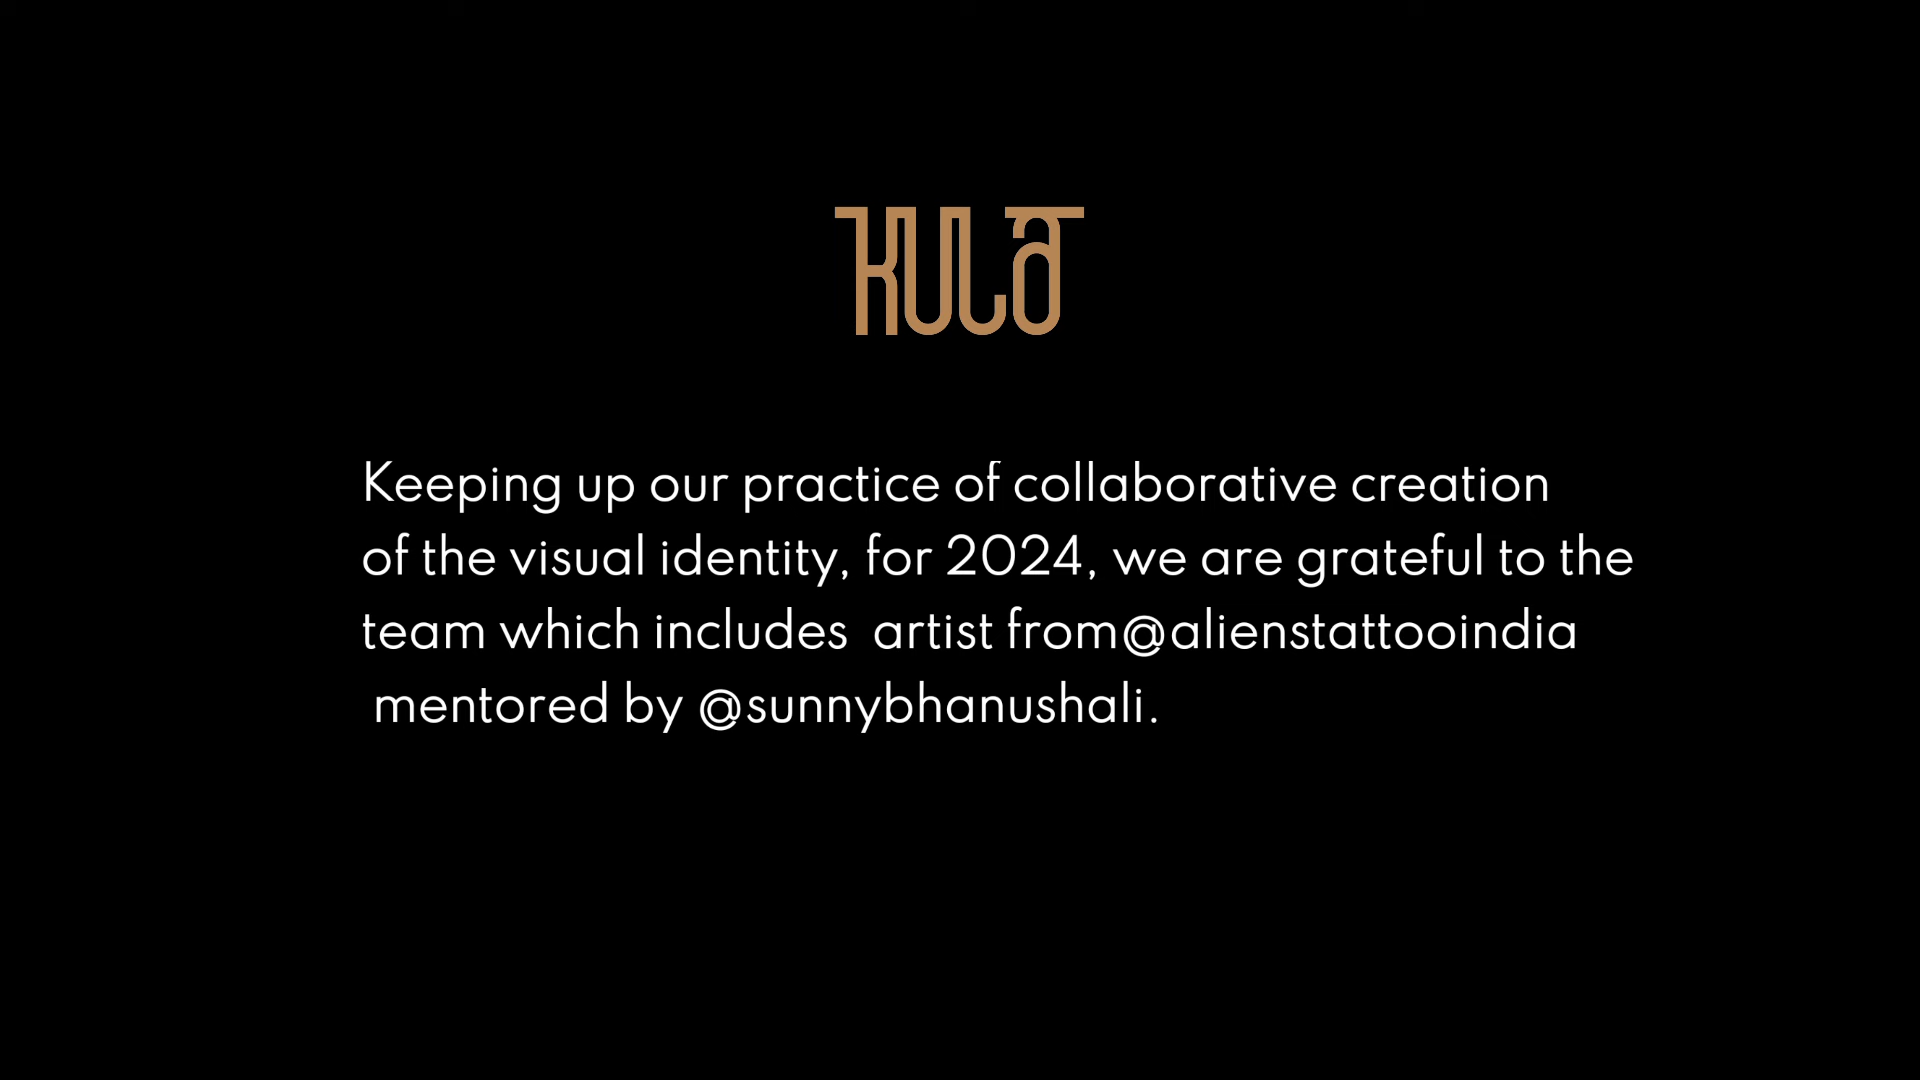 KULa
Keeping up our practice of collaborative creation
of the visual identity, for 2024, we are grateful to the
team which includes  artist from@alienstattooindia
mentored by @sunnybhanushali.